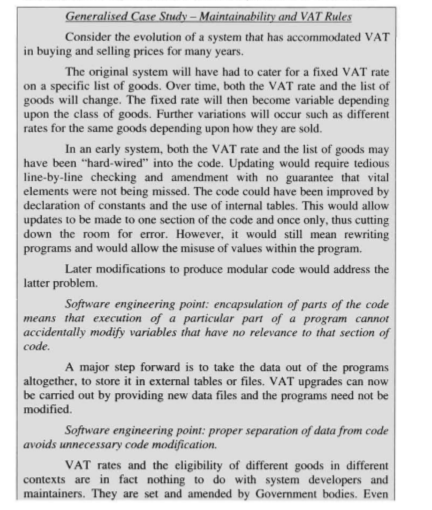 Generalised Case Study – Maintainability and VAT Rules
Consider the evolution of a system that has accommodated VAT
in buying and selling prices for many years.
The original system will have had to cater for a fixed VAT rate
on a specific list of goods. Over time, both the VAT rate and the list of
goods will change. The fixed rate will then become variable depending
upon the class of goods. Further variations will occur such as different
rates for the same goods depending upon how they are sold.
In an early system, both the VAT rate and the list of goods may
have been “hard-wired” into the code. Updating would require tedious
line-by-line checking and amendment with no guarantee that vital
elements were not being missed. The code could have been improved by
declaration of constants and the use of internal tables. This would allow
updates to be made to one section of the code and once only, thus cutting
down the room for error. However, it would still mean rewriting
programs and would allow the misuse of values within the program.
Later modifications to produce modular code would address the
latter problem.
Software engineering point: encapsulation of parts of the code
means that execution of a particular part of a program cannot
accidentally modify variables that have no relevance to that section of
code.
A major step forward is to take the data out of the programs
altogether, to store it in external tables or files. VAT upgrades can now
be carried out by providing new data files and the programs need not be
modified.
Software engineering point: proper separation of data from code
avoids unnecessary code modification.
VAT rates and the eligibility of different goods in different
contexts are in fact nothing to do with system developers and
maintainers. They are set and amended by Government bodies. Even